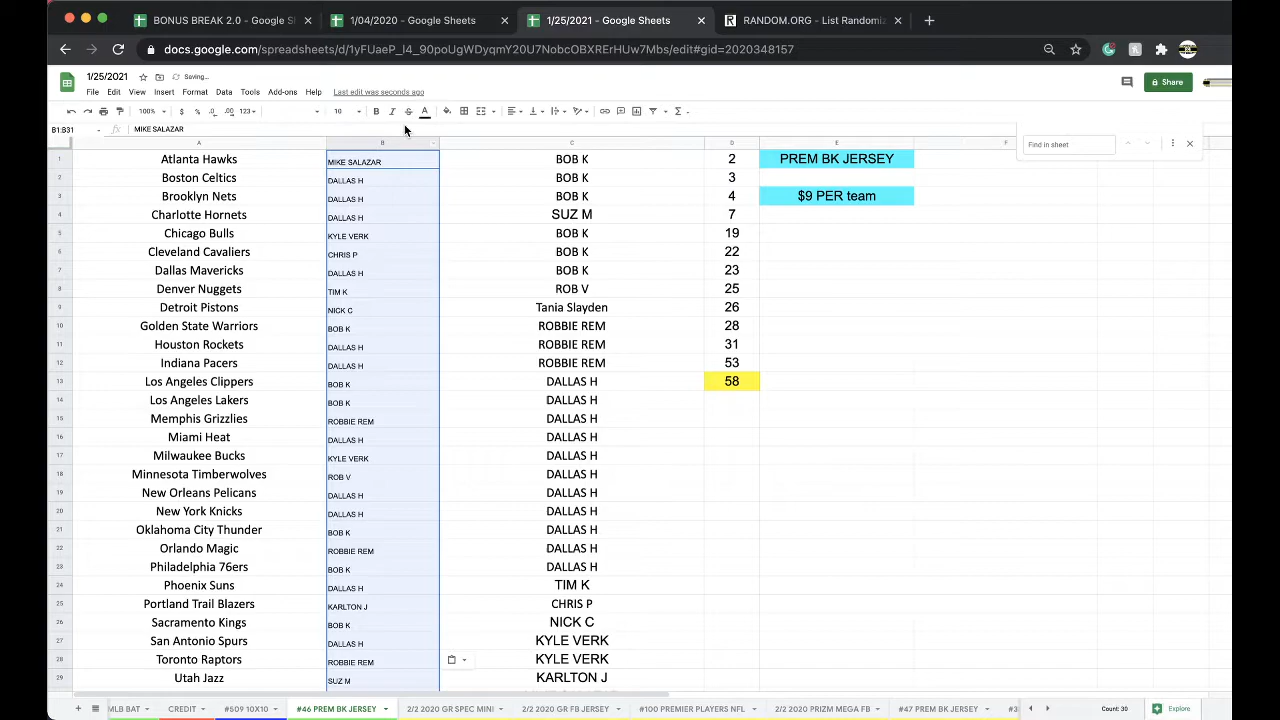 BONUS BREAK 2.0 - Google S × 1/04/2020 - Google Sheets × 1/25/2021 - Google Sheets × RANDOM.ORG - List Randomiz × +
docs.google.com/spreadsheets/d/1yFUaeP_l4_90poUgWDyqmY20U7NobcOBXRErHUw7Mbs/edit#gid=2020348157
1/25/2021 Saving...
File Edit View Insert Format Data Tools Add-ons Help Last edit was seconds ago Share
100% $ % .0 .00 123 10 B I S A
B1:B31 fx MIKE SALAZAR Find in sheet
A B C D E F
1 Atlanta Hawks MIKE SALAZAR BOB K 2 PREM BK JERSEY
2 Boston Celtics DALLAS H BOB K 3
3 Brooklyn Nets DALLAS H BOB K 4 $9 PER team
4 Charlotte Hornets DALLAS H SUZ M 7
5 Chicago Bulls KYLE VERK BOB K 19
6 Cleveland Cavaliers CHRIS P BOB K 22
7 Dallas Mavericks DALLAS H BOB K 23
8 Denver Nuggets TIM K ROB V 25
9 Detroit Pistons NICK C Tania Slayden 26
10 Golden State Warriors BOB K ROBBIE REM 28
11 Houston Rockets DALLAS H ROBBIE REM 31
12 Indiana Pacers DALLAS H ROBBIE REM 53
13 Los Angeles Clippers BOB K DALLAS H 58
14 Los Angeles Lakers BOB K DALLAS H
15 Memphis Grizzlies ROBBIE REM DALLAS H
16 Miami Heat DALLAS H DALLAS H
17 Milwaukee Bucks KYLE VERK DALLAS H
18 Minnesota Timberwolves ROB V DALLAS H
19 New Orleans Pelicans DALLAS H DALLAS H
20 New York Knicks DALLAS H DALLAS H
21 Oklahoma City Thunder BOB K DALLAS H
22 Orlando Magic ROBBIE REM DALLAS H
23 Philadelphia 76ers BOB K DALLAS H
24 Phoenix Suns DALLAS H TIM K
25 Portland Trail Blazers KARLTON J CHRIS P
26 Sacramento Kings BOB K NICK C
27 San Antonio Spurs DALLAS H KYLE VERK
28 Toronto Raptors ROBBIE REM KYLE VERK
29 Utah Jazz SUZ M KARLTON J
+ MLB BAT CREDIT #509 10X10 #46 PREM BK JERSEY 2/2 2020 GR SPEC MINI 2/2 2020 GR FB JERSEY #100 PREMIER PLAYERS NFL 2/2 2020 PRIZM MEGA FB #47 PREM BK JERSEY Count: 30 Explore